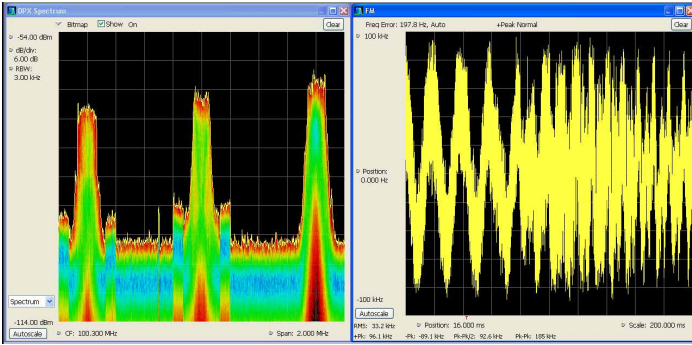 DPX Spectrum
Bitmap Show On Clear
-54.00 dBm
dB/div:
6.00 dB
RBW:
3.00 kHz
Spectrum
-114.00 dBm
Autoscale CF: 100.300 MHz Span: 2.000 MHz
FM
Freq Error: 197.8 Hz, Auto +Peak Normal Clear
100 kHz
Position:
0.000 Hz
-100 kHz
Autoscale Position: 16.000 ms Scale: 200.000 ms
RMS: 33.2 kHz
+Pk: 96.1 kHz -Pk: -89.1 kHz Pk-Pk/2: 92.6 kHz Pk-Pk: 185 kHz